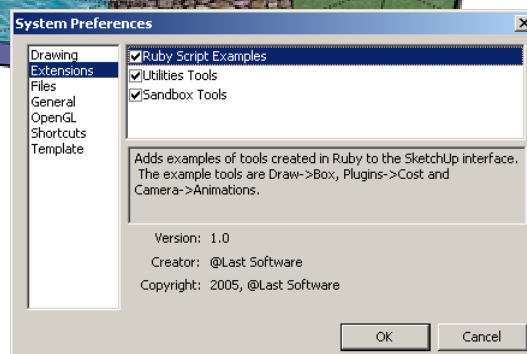 System Preferences
Drawing
Extensions
Files
General
OpenGL
Shortcuts
Template
Ruby Script Examples
Utilities Tools
Sandbox Tools
Adds examples of tools created in Ruby to the SketchUp interface.
The example tools are Draw->Box, Plugins->Cost and
Camera->Animations.
Version: 1.0
Creator: @Last Software
Copyright: 2005, @Last Software
OK
Cancel